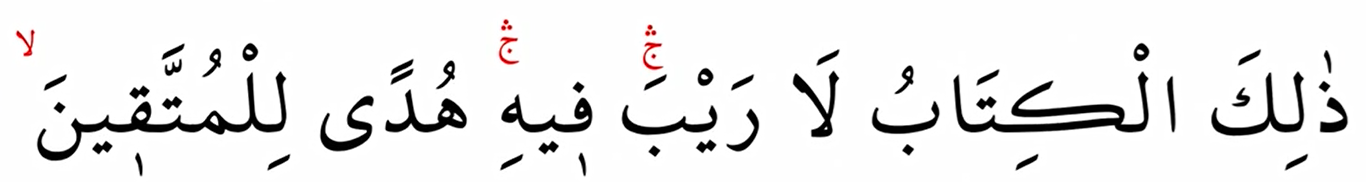 ذٰلِكَ الْكِتَابُ لَا رَيْبَ ۛۚ فِيهِ ۛۚ هُدًى لِلْمُتَّقِينَ ۙ